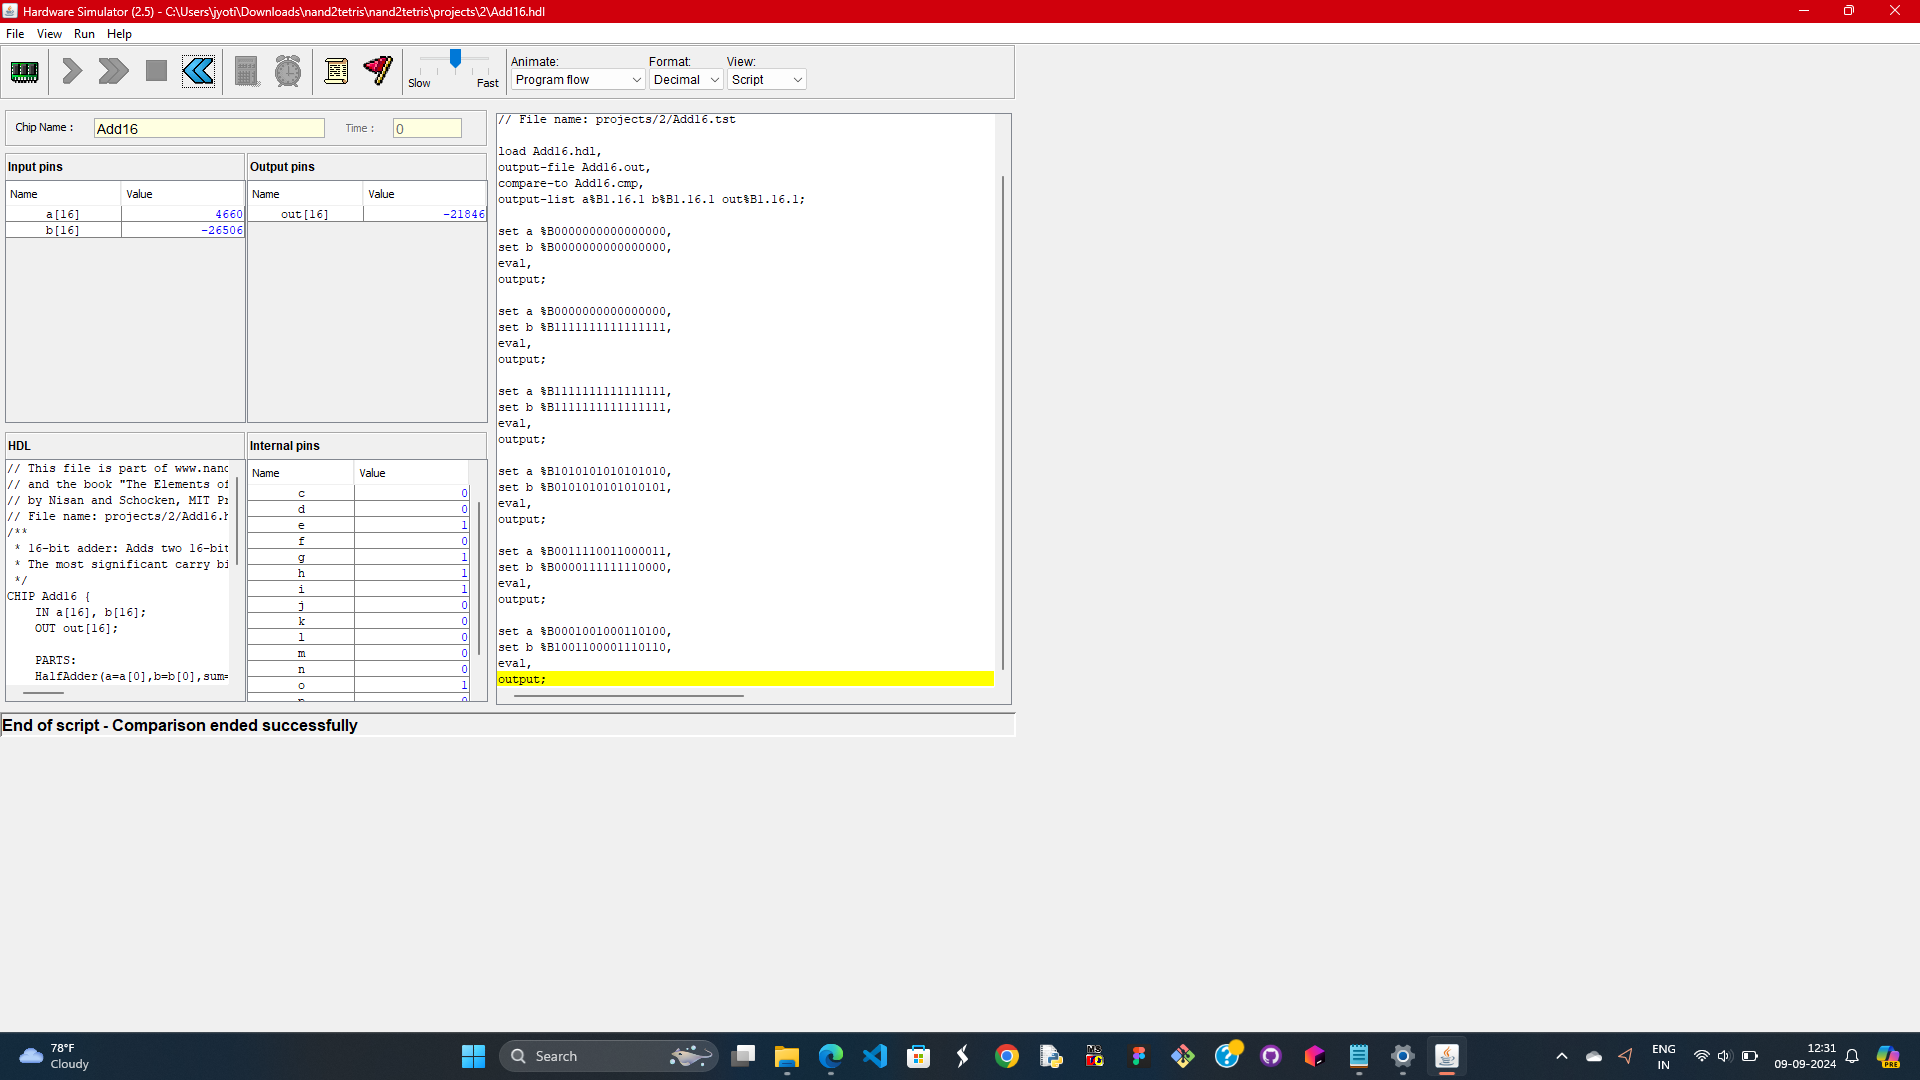 Hardware Simulator (2.5) - C:\Users\jyoti\Downloads\nand2tetris\nand2tetris\projects\2\Add16.hdl
File View Run Help
Slow Fast
Animate: Format: View:
Program flow Decimal Script
Chip Name : Add16 Time : 0
Input pins
Name Value
a[16] 4660
b[16] -26506
Output pins
Name Value
out[16] -21846
HDL
// This file is part of www.nand
// and the book "The Elements of
// by Nisan and Schocken, MIT Pr
// File name: projects/2/Add16.h
/**
* 16-bit adder: Adds two 16-bit
* The most significant carry bi
*/
CHIP Add16 {
IN a[16], b[16];
OUT out[16];
PARTS:
HalfAdder(a=a[0],b=b[0],sum=
Internal pins
Name Value
c 0
d 0
e 1
f 0
g 1
h 1
i 1
j 0
k 0
l 0
m 0
n 0
o 1
// File name: projects/2/Add16.tst
load Add16.hdl,
output-file Add16.out,
compare-to Add16.cmp,
output-list a%B1.16.1 b%B1.16.1 out%B1.16.1;
set a %B0000000000000000,
set b %B0000000000000000,
eval,
output;
set a %B0000000000000000,
set b %B1111111111111111,
eval,
output;
set a %B1111111111111111,
set b %B1111111111111111,
eval,
output;
set a %B1010101010101010,
set b %B0101010101010101,
eval,
output;
set a %B0011110011000011,
set b %B0000111111110000,
eval,
output;
set a %B0001001000110100,
set b %B1001100001110110,
eval,
output;
End of script - Comparison ended successfully
78°F
Cloudy
Search
ENG
IN
12:31
09-09-2024